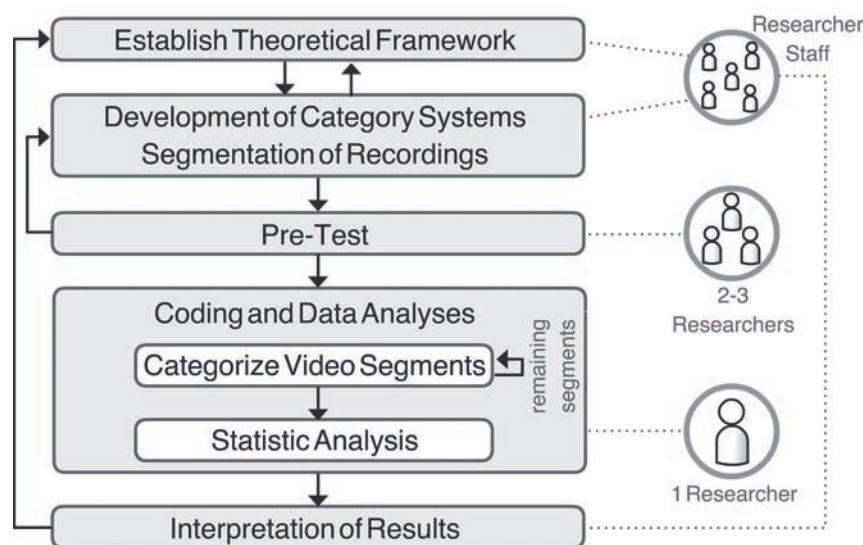 Establish Theoretical Framework
Researcher
Staff
Development of Category Systems
Segmentation of Recordings
Pre-Test
2-3
Researchers
Coding and Data Analyses
Categorize Video Segments
remaining
segments
Statistic Analysis
1 Researcher
Interpretation of Results